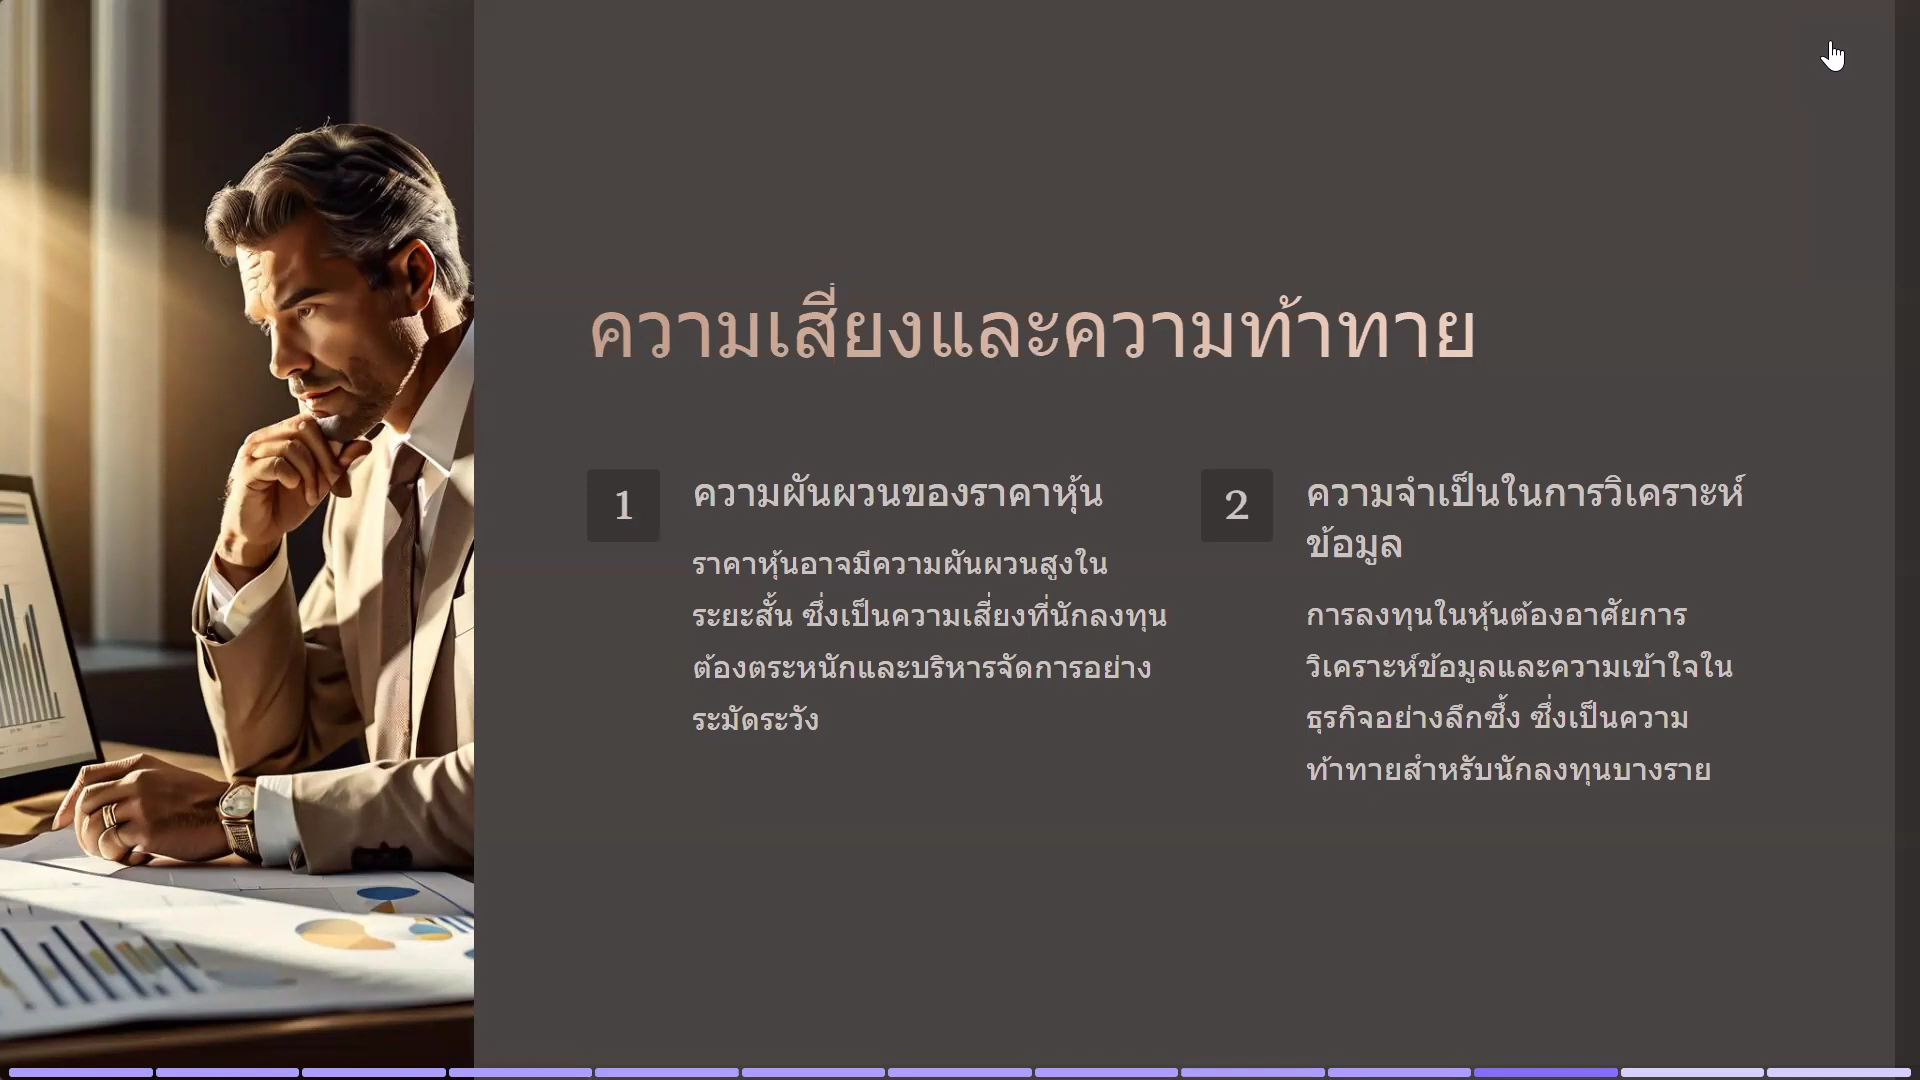 ความเสี่ยงและความท้าทาย
1
ความผันผวนของราคาหุ้น
ราคาหุ้นอาจมีความผันผวนสูงใน
ระยะสั้น ซึ่งเป็นความเสี่ยงที่นักลงทุน
ต้องตระหนักและบริหารจัดการอย่าง
ระมัดระวัง
2
ความจำเป็นในการวิเคราะห์
ข้อมูล
การลงทุนในหุ้นต้องอาศัยการ
วิเคราะห์ข้อมูลและความเข้าใจใน
ธุรกิจอย่างลึกซึ้ง ซึ่งเป็นความ
ท้าทายสำหรับนักลงทุนบางราย